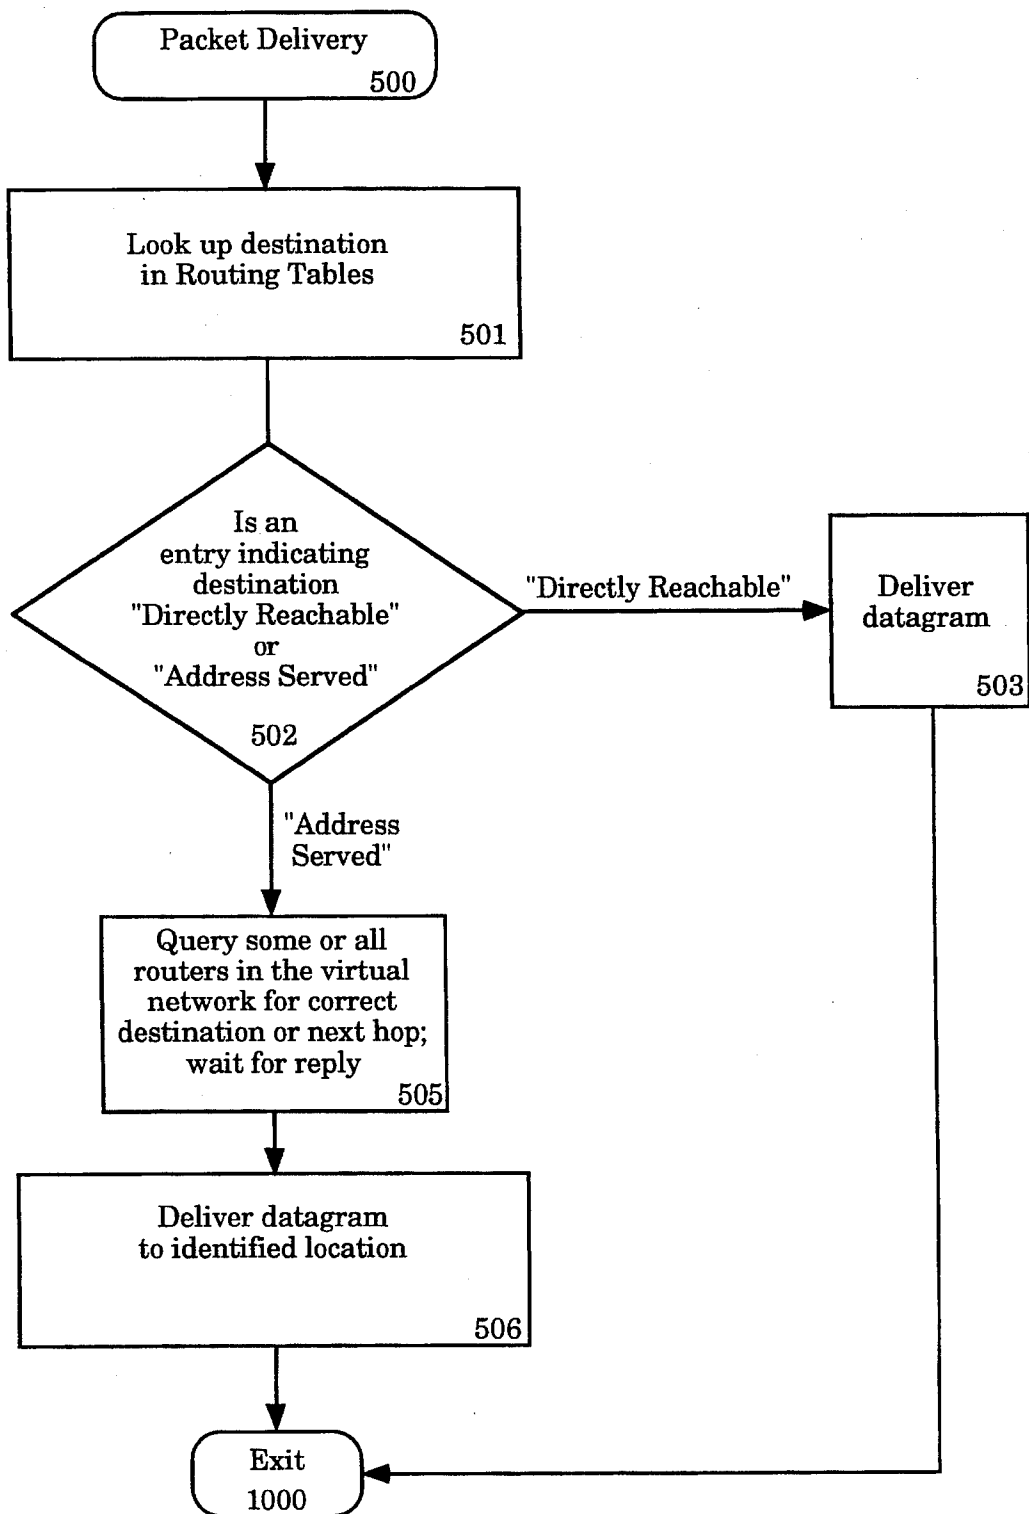 Packet Delivery
500
Look up destination
in Routing Tables
501
Is an
entry indicating
destination
"Directly Reachable"
or
"Address Served"
502
"Directly Reachable"
Deliver
datagram
503
"Address
Served"
Query some or all
routers in the virtual
network for correct
destination or next hop;
wait for reply
505
Deliver datagram
to identified location
506
Exit
1000